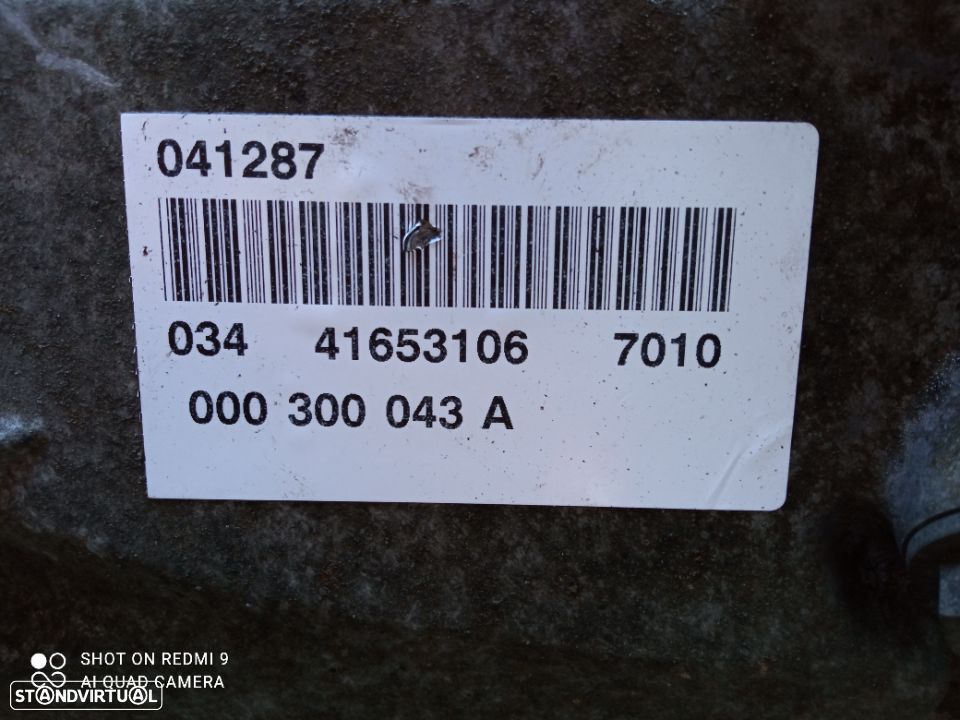 041287
034 41653106 7010
000 300 043 A
SHOT ON REDMI 9
AI QUAD CAMERA
STANDVIRTUAL